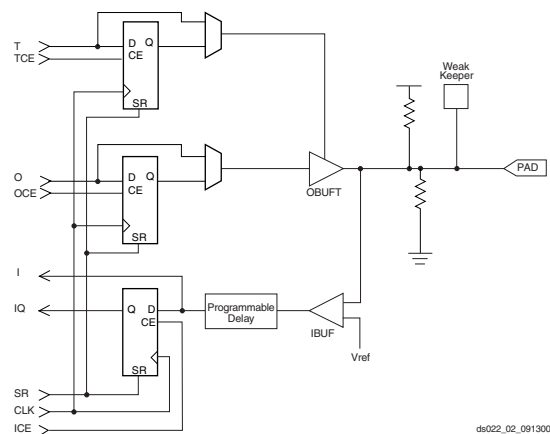 T
TCE
D Q
CE
SR
Weak
Keeper
O
OCE
D Q
CE
SR
OBUFT
PAD
I
IQ
Q D
CE
SR
Programmable
Delay
IBUF
Vref
SR
CLK
ICE
ds022_02_091300